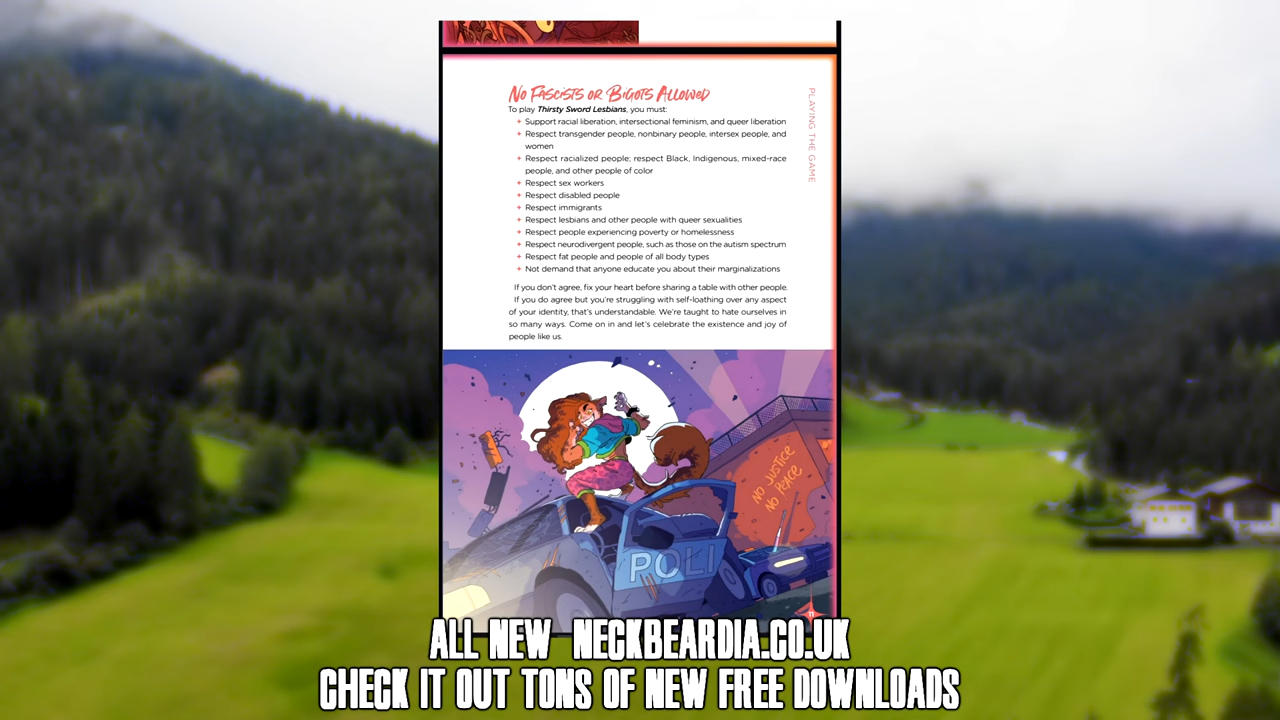 No Fascists or Bigots Allowed
To play Thirsty Sword Lesbians, you must:
+ Support racial liberation, intersectional feminism, and queer liberation
+ Respect transgender people, nonbinary people, intersex people, and
women
+ Respect racialized people; respect Black, Indigenous, mixed-race
people, and other people of color
+ Respect sex workers
+ Respect disabled people
+ Respect immigrants
+ Respect lesbians and other people with queer sexualities
+ Respect people experiencing poverty or homelessness
+ Respect neurodivergent people, such as those on the autism spectrum
+ Respect fat people and people of all body types
+ Not demand that anyone educate you about their marginalizations
If you don't agree, fix your heart before sharing a table with other people.
If you do agree but you're struggling with self-loathing over any aspect
of your identity, that's understandable. We're taught to hate ourselves in
so many ways. Come on in and let's celebrate the existence and joy of
people like us.
PLAYING THE GAME
NO JUSTICE
NO PEACE
POLI
ALL NEW NECKBEARDIA.CO.UK
CHECK IT OUT TONS OF NEW FREE DOWNLOADS